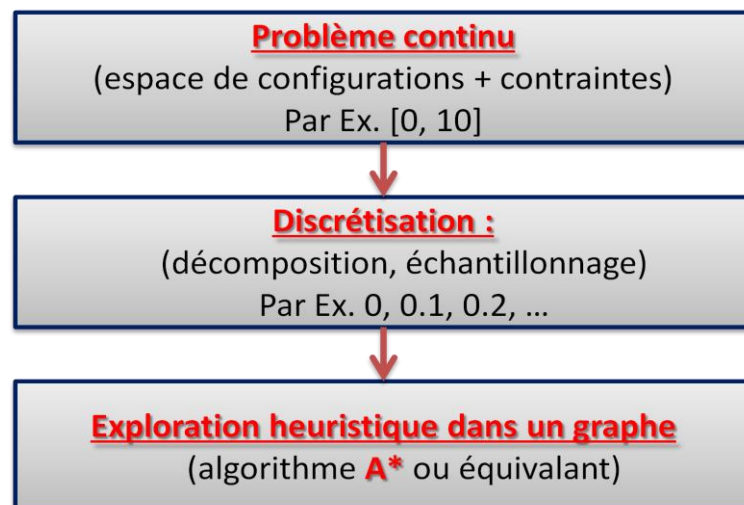 Problème continu
(espace de configurations + contraintes)
Par Ex. [0, 10]
Discrétisation :
(décomposition, échantillonnage)
Par Ex. 0, 0.1, 0.2, ...
Exploration heuristique dans un graphe
(algorithme A* ou équivalant)